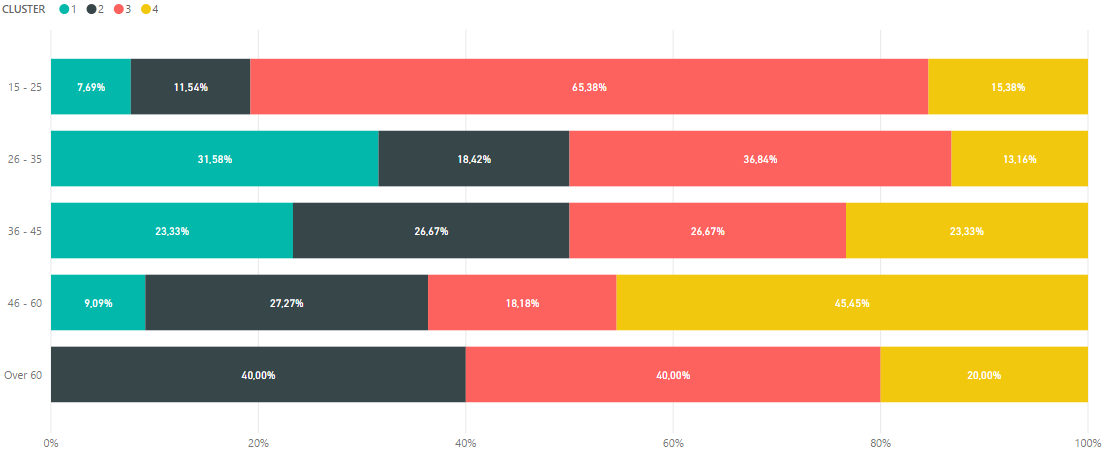 CLUSTER 1 2 3 4
15 - 25 7,69% 11,54% 65,38% 15,38%
26 - 35 31,58% 18,42% 36,84% 13,16%
36 - 45 23,33% 26,67% 26,67% 23,33%
46 - 60 9,09% 27,27% 18,18% 45,45%
Over 60 40,00% 40,00% 20,00%
0% 20% 40% 60% 80% 100%